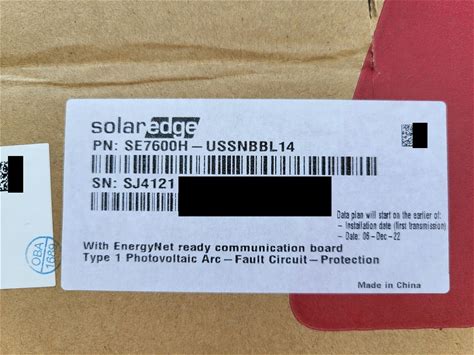 solaredge
PN: SE7600H-USSNBBL14
SN: SJ4121
Data plan will start on the earlier of:
- Installation date (first transmission)
- Date: 06-Dec-22
With EnergyNet ready communication board
Type 1 Photovoltaic Arc-Fault Circuit-Protection
Made in China
OBA